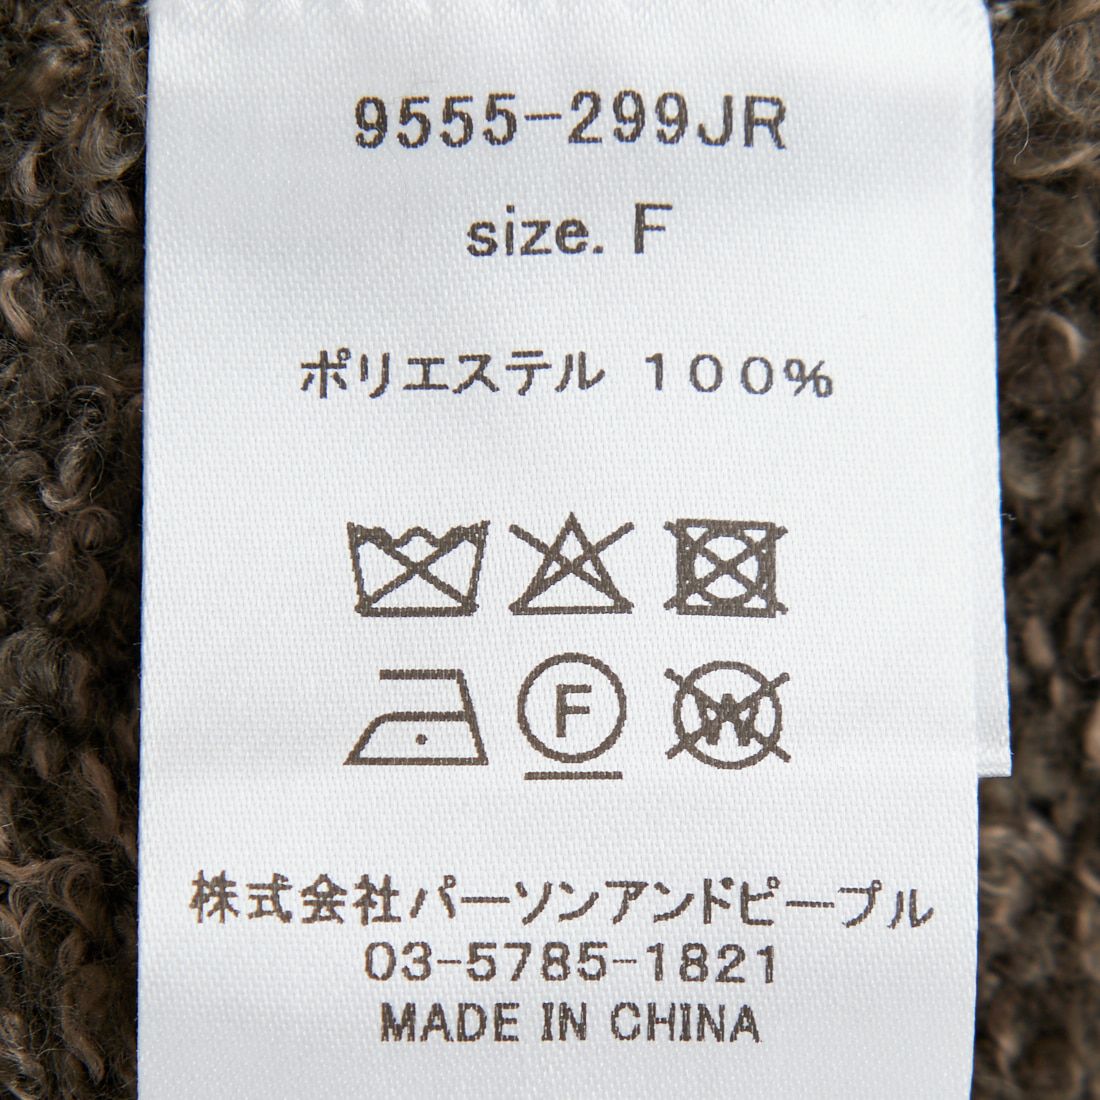 9555-299JR
size. F
ポリエステル 100%
F
W
株式会社パーソンアンドピープル
03-5785-1821
MADE IN CHINA